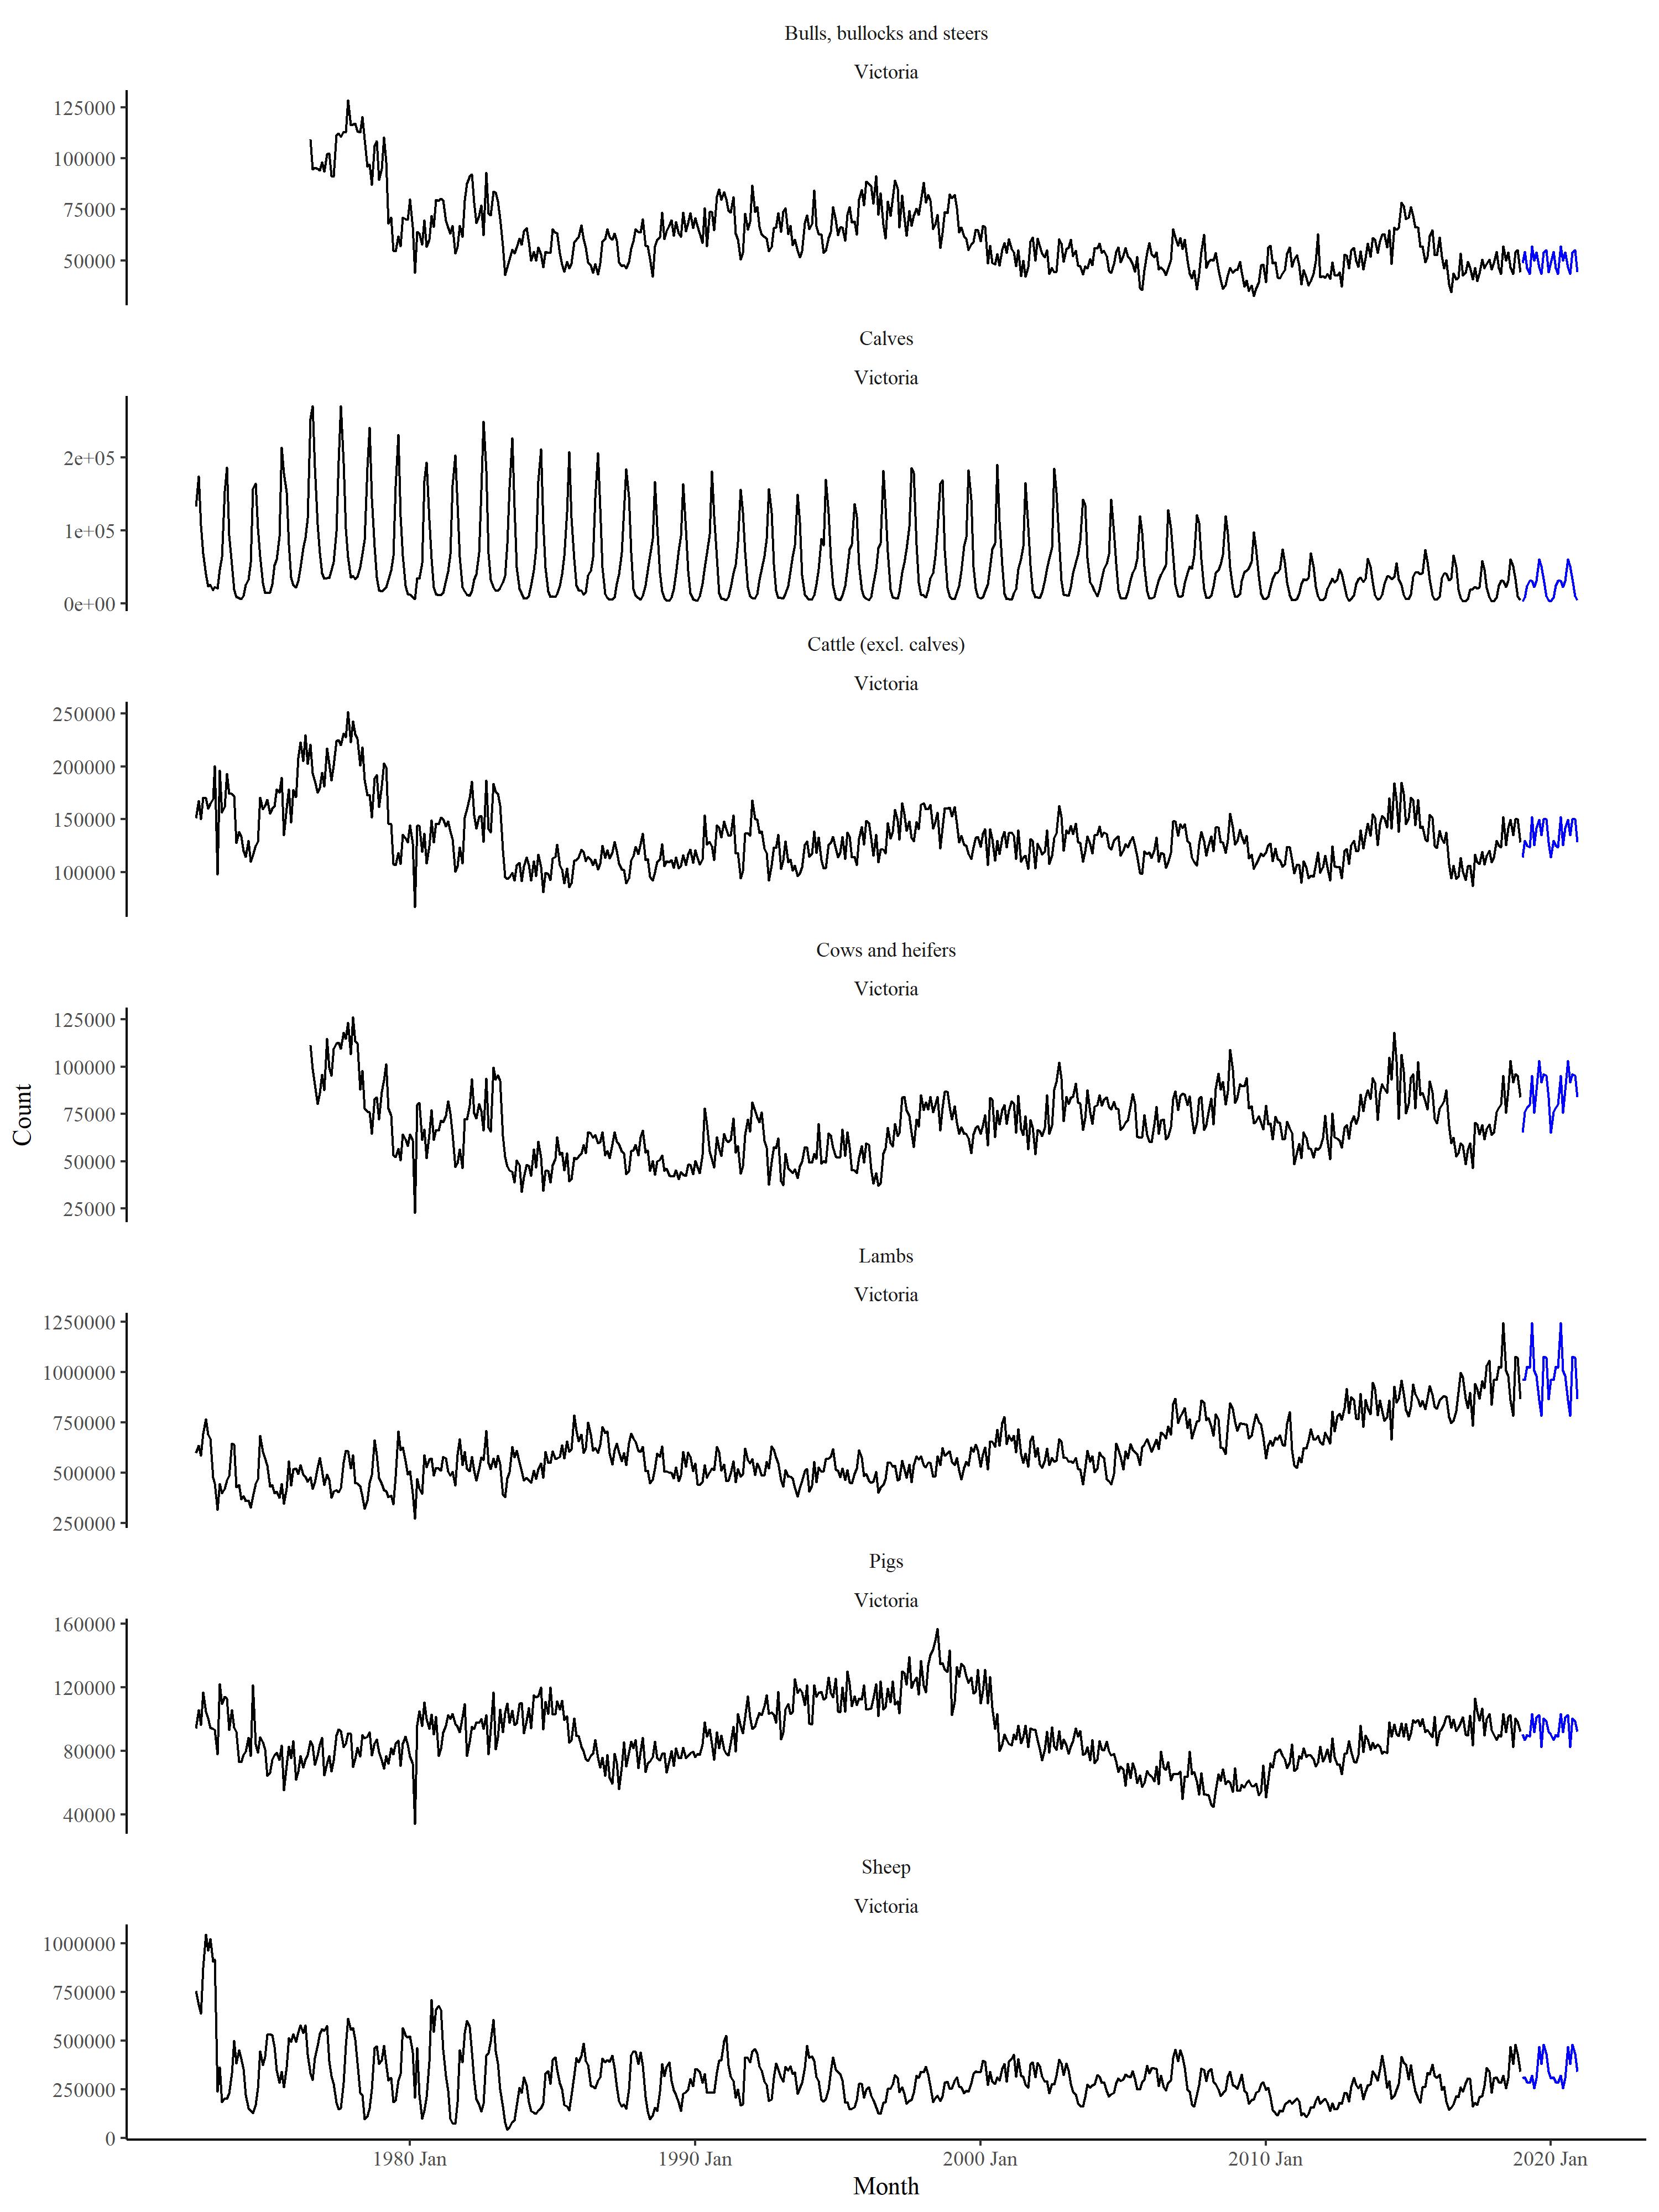 Bulls, bullocks and steers
Victoria
125000
100000
75000
50000
Calves
Victoria
2e+05
1e+05
0e+00
Cattle (excl. calves)
Victoria
250000
200000
150000
100000
Cows and heifers
Victoria
125000
100000
75000
50000
25000
Count
Lambs
Victoria
1250000
1000000
750000
500000
250000
Pigs
Victoria
160000
120000
80000
40000
Sheep
Victoria
1000000
750000
500000
250000
0
1980 Jan 1990 Jan 2000 Jan 2010 Jan 2020 Jan
Month